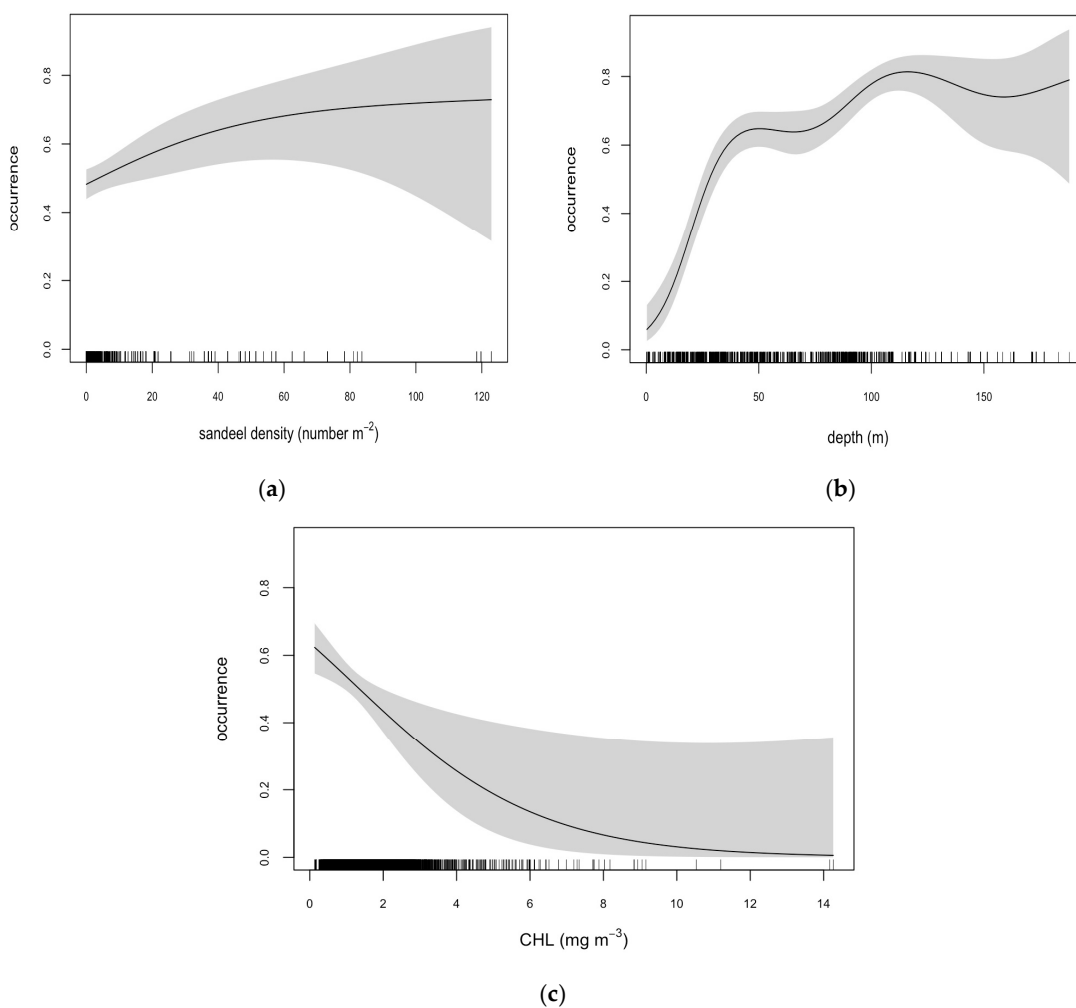 occurrence
0.8
0.6
0.4
0.2
0.0
0 20 40 60 80 100 120
sandeel density (number m⁻²)
(a)
occurrence
0.8
0.6
0.4
0.2
0.0
0 50 100 150
depth (m)
(b)
occurrence
0.8
0.6
0.4
0.2
0.0
0 2 4 6 8 10 12 14
CHL (mg m⁻³)
(c)